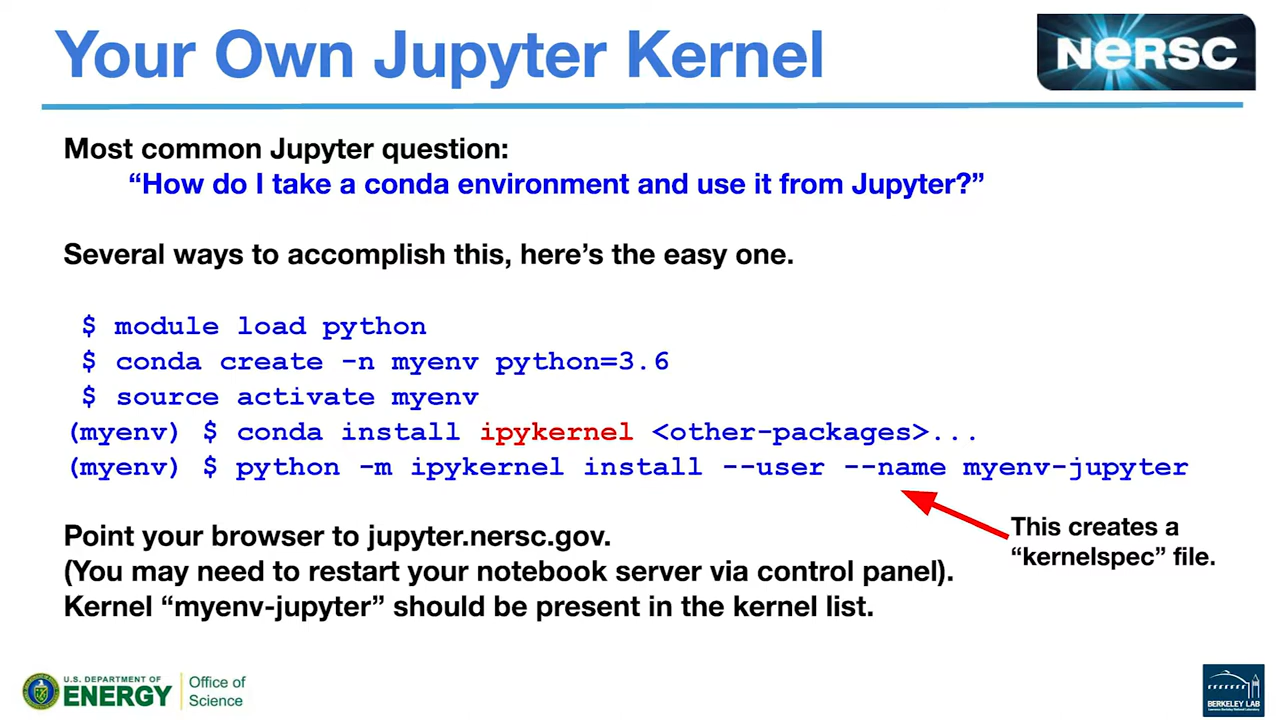 Your Own Jupyter Kernel
NERSC
Most common Jupyter question:
“How do I take a conda environment and use it from Jupyter?”
Several ways to accomplish this, here’s the easy one.
$ module load python
$ conda create -n myenv python=3.6
$ source activate myenv
(myenv) $ conda install ipykernel <other-packages>...
(myenv) $ python -m ipykernel install --user --name myenv-jupyter
This creates a
“kernelspec” file.
Point your browser to jupyter.nersc.gov.
(You may need to restart your notebook server via control panel).
Kernel “myenv-jupyter” should be present in the kernel list.
U.S. DEPARTMENT OF
ENERGY
Office of
Science
BERKELEY LAB